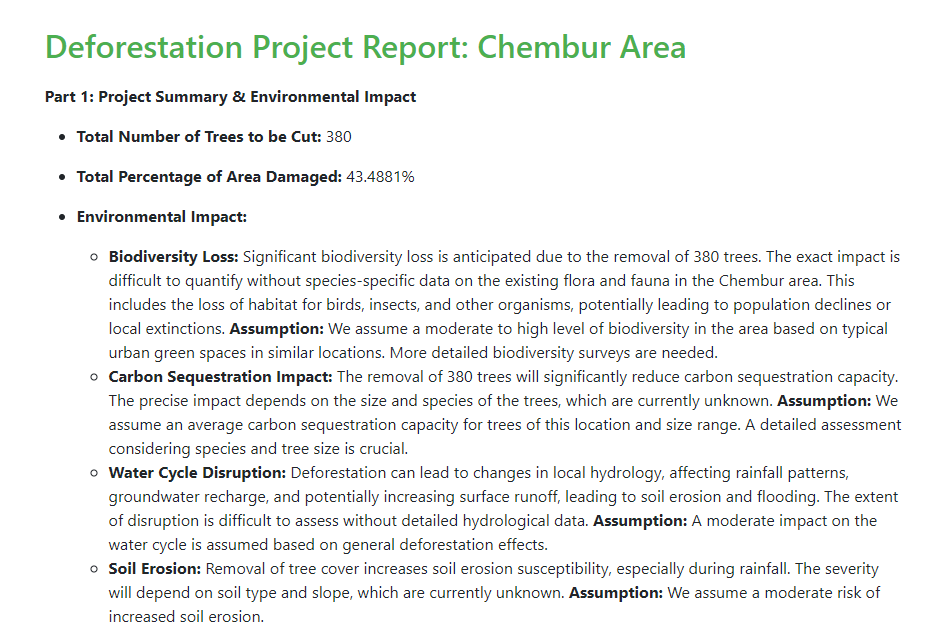 Deforestation Project Report: Chembur Area
Part 1: Project Summary & Environmental Impact
• Total Number of Trees to be Cut: 380
• Total Percentage of Area Damaged: 43.4881%
• Environmental Impact:
◦ Biodiversity Loss: Significant biodiversity loss is anticipated due to the removal of 380 trees. The exact impact is
difficult to quantify without species-specific data on the existing flora and fauna in the Chembur area. This
includes the loss of habitat for birds, insects, and other organisms, potentially leading to population declines or
local extinctions. Assumption: We assume a moderate to high level of biodiversity in the area based on typical
urban green spaces in similar locations. More detailed biodiversity surveys are needed.
◦ Carbon Sequestration Impact: The removal of 380 trees will significantly reduce carbon sequestration capacity.
The precise impact depends on the size and species of the trees, which are currently unknown. Assumption: We
assume an average carbon sequestration capacity for trees of this location and size range. A detailed assessment
considering species and tree size is crucial.
◦ Water Cycle Disruption: Deforestation can lead to changes in local hydrology, affecting rainfall patterns,
groundwater recharge, and potentially increasing surface runoff, leading to soil erosion and flooding. The extent
of disruption is difficult to assess without detailed hydrological data. Assumption: A moderate impact on the
water cycle is assumed based on general deforestation effects.
◦ Soil Erosion: Removal of tree cover increases soil erosion susceptibility, especially during rainfall. The severity
will depend on soil type and slope, which are currently unknown. Assumption: We assume a moderate risk of
increased soil erosion.